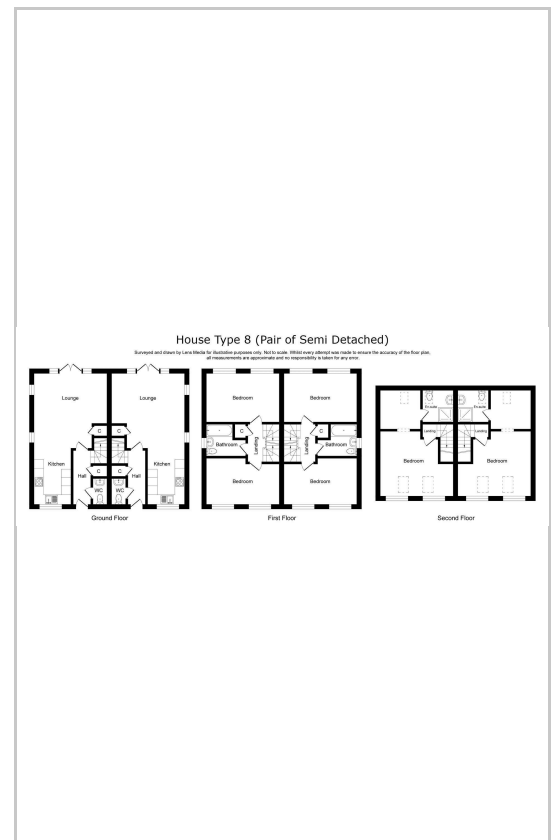 House Type 8 (Pair of Semi Detached)
Surveyed and drawn by Lens Media for illustrative purposes only. Not to scale. Whilst every attempt was made to ensure the accuracy of the floor plan,
all measurements are approximate and no responsibility is taken for any error.
Lounge
Lounge
C
C
Kitchen
Hall
C
C
Hall
Kitchen
WC
WC
Ground Floor
Bedroom
Bedroom
C
C
Bathroom
Landing
Landing
Bathroom
Bedroom
Bedroom
First Floor
En-suite
En-suite
Landing
Landing
Bedroom
Bedroom
Second Floor